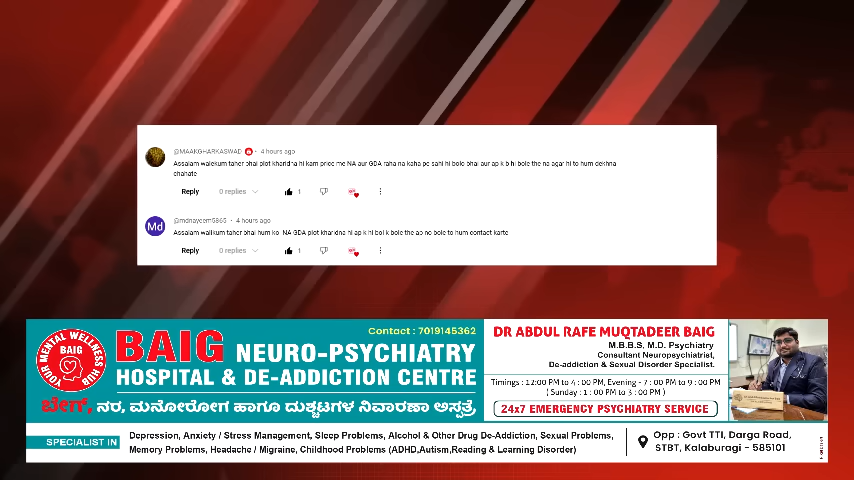 @MAAKGHARKASWAD • 4 hours ago
Assalam walekum taher bhai plot kharidna hi kam price me NA aur GDA raha na kaha pe sahi hi bolo bhai aur ap k b hi bole the na agar hi to hum dekhna
chahate
Reply 0 replies 1
Md @mdnayeem5865 • 4 hours ago
Assalam walikum taher bhai hum ko NA GDA plot kharidna hi ap k hi bol k bole the ap no bole to hum contact karte
Reply 0 replies 1
Contact : 7019145362
YOUR MENTAL WELLNESS HUB
BAIG
BAIG NEURO-PSYCHIATRY
HOSPITAL & DE-ADDICTION CENTRE
ಬೇಗ್, ನರ, ಮನೋರೋಗ ಹಾಗೂ ದುಶ್ಚಟಗಳ ನಿವಾರಣಾ ಆಸ್ಪತ್ರೆ
DR ABDUL RAFE MUQTADEER BAIG
M.B.B.S, M.D. Psychiatry
Consultant Neuropsychiatrist,
De-addiction & Sexual Disorder Specialist.
Timings : 12:00 PM to 4 : 00 PM, Evening - 7 : 00 PM to 9 : 00 PM
( Sunday : 1 : 00 PM to 3 : 00 PM )
24x7 EMERGENCY PSYCHIATRY SERVICE
SPECIALIST IN
Depression, Anxiety / Stress Management, Sleep Problems, Alcohol & Other Drug De-Addiction, Sexual Problems,
Memory Problems, Headache / Migraine, Childhood Problems (ADHD,Autism,Reading & Learning Disorder)
Opp : Govt TTI, Darga Road,
STBT, Kalaburagi - 585101